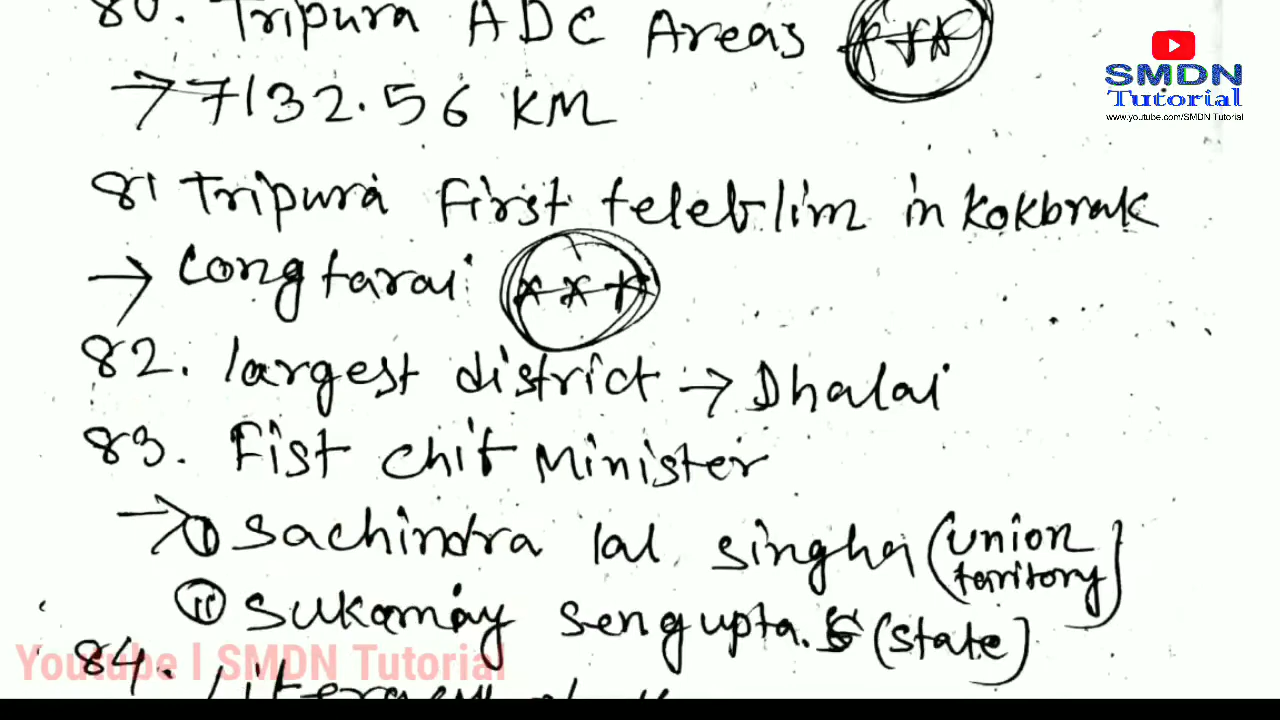 80. Tripura ADC Areas
→ 7132.56 KM
SMDN
Tutorial
www.youtube.com/SMDN Tutorial
81 Tripura First teleblim in kokbrak
→ Longtarai
82. largest district → Dhalai
83. Fist chif Minister
→ (i) Sachindra lal singha (union territory)
(ii) Sukamay sengupta. (state)
Youtube I SMDN Tutorial
84.